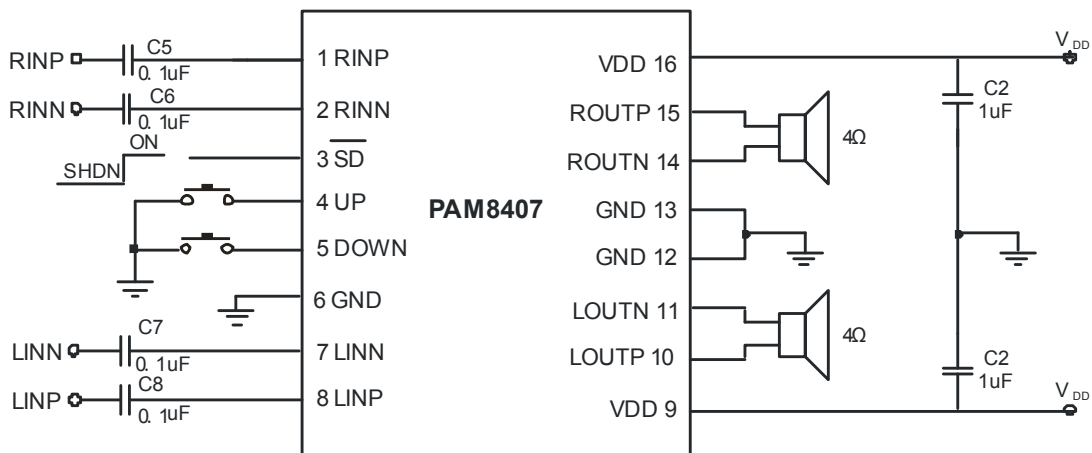 RINP
C5
0.1uF
1 RINP
RINN
C6
0.1uF
2 RINN
ON
SHDN
3 SD
4 UP
5 DOWN
6 GND
LINN
C7
0.1uF
7 LINN
LINP
C8
0.1uF
8 LINP
PAM8407
VDD 16
ROUTP 15
ROUTN 14
4Ω
GND 13
GND 12
LOUTN 11
LOUTP 10
4Ω
VDD 9
VDD
C2
1uF
C2
1uF
VDD